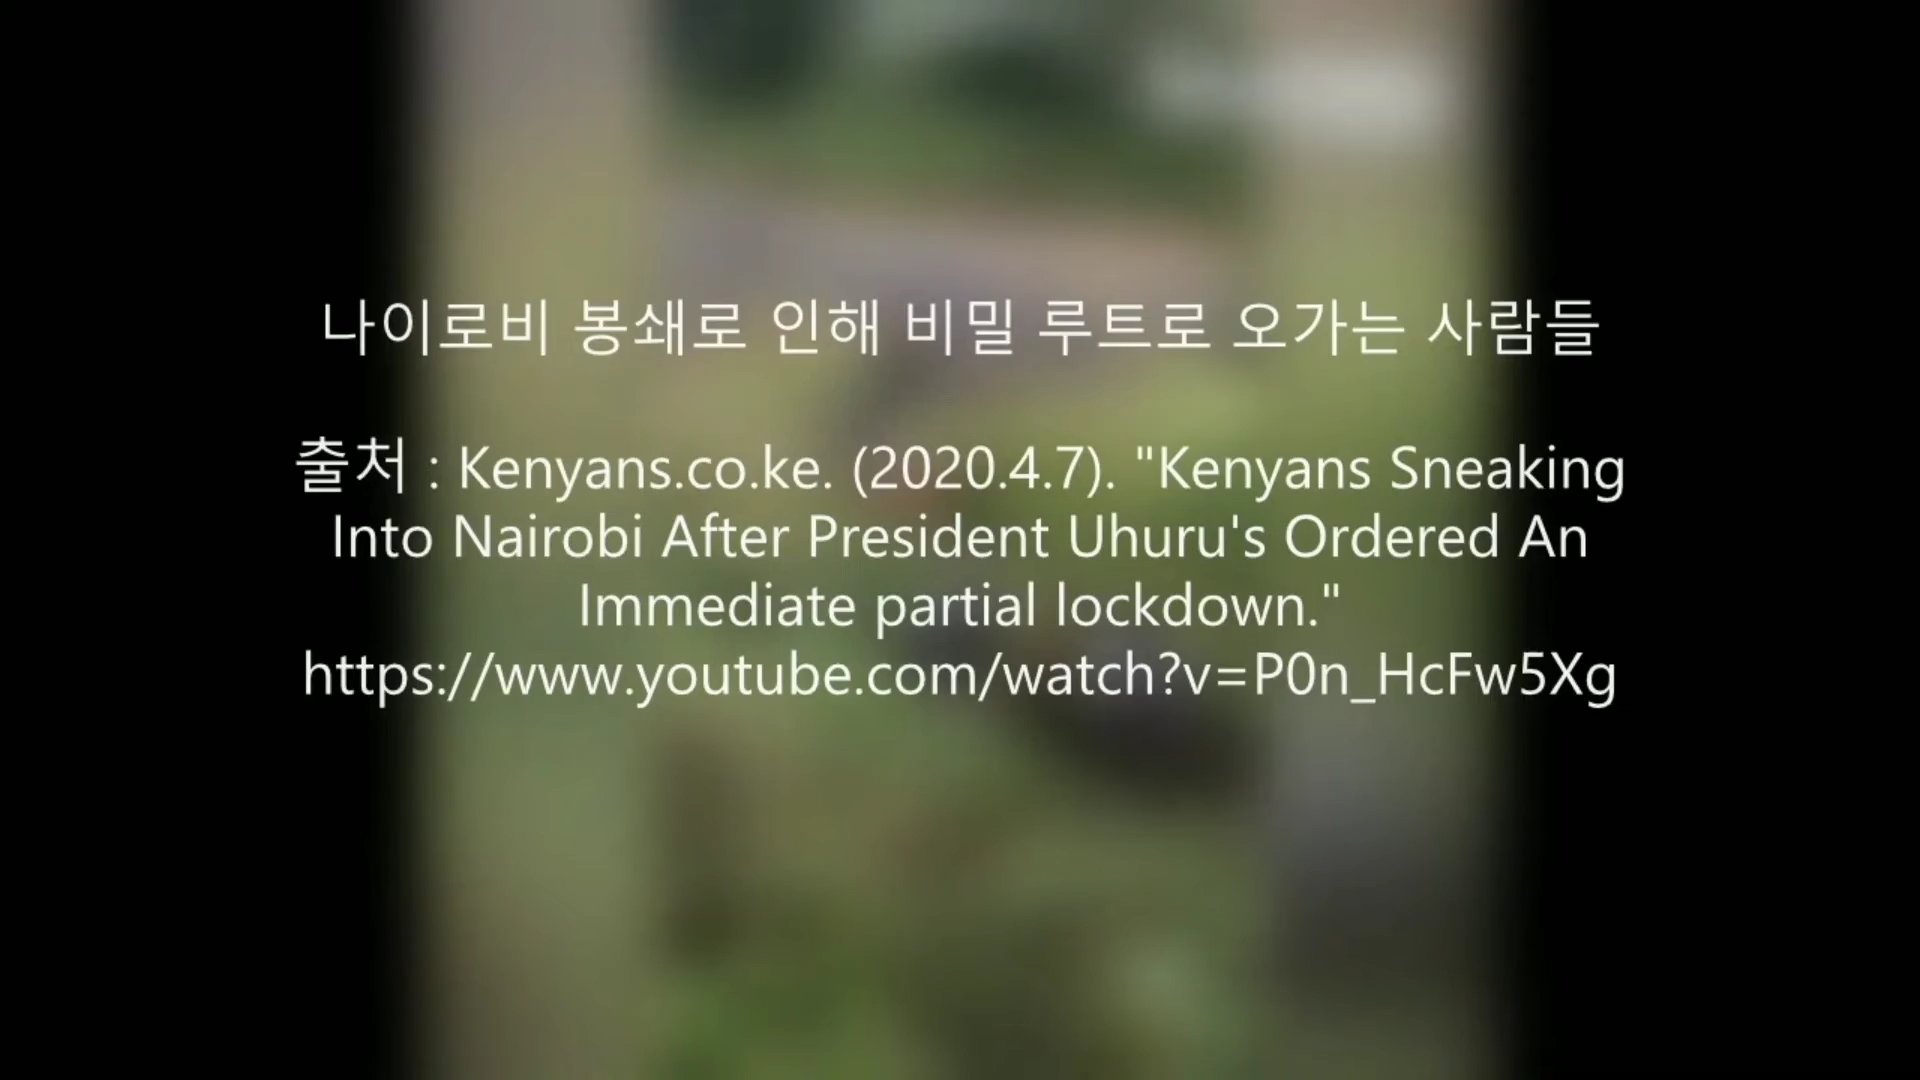 나이로비 봉쇄로 인해 비밀 루트로 오가는 사람들
출처 : Kenyans.co.ke. (2020.4.7). "Kenyans Sneaking
Into Nairobi After President Uhuru's Ordered An
Immediate partial lockdown."
https://www.youtube.com/watch?v=P0n_HcFw5Xg